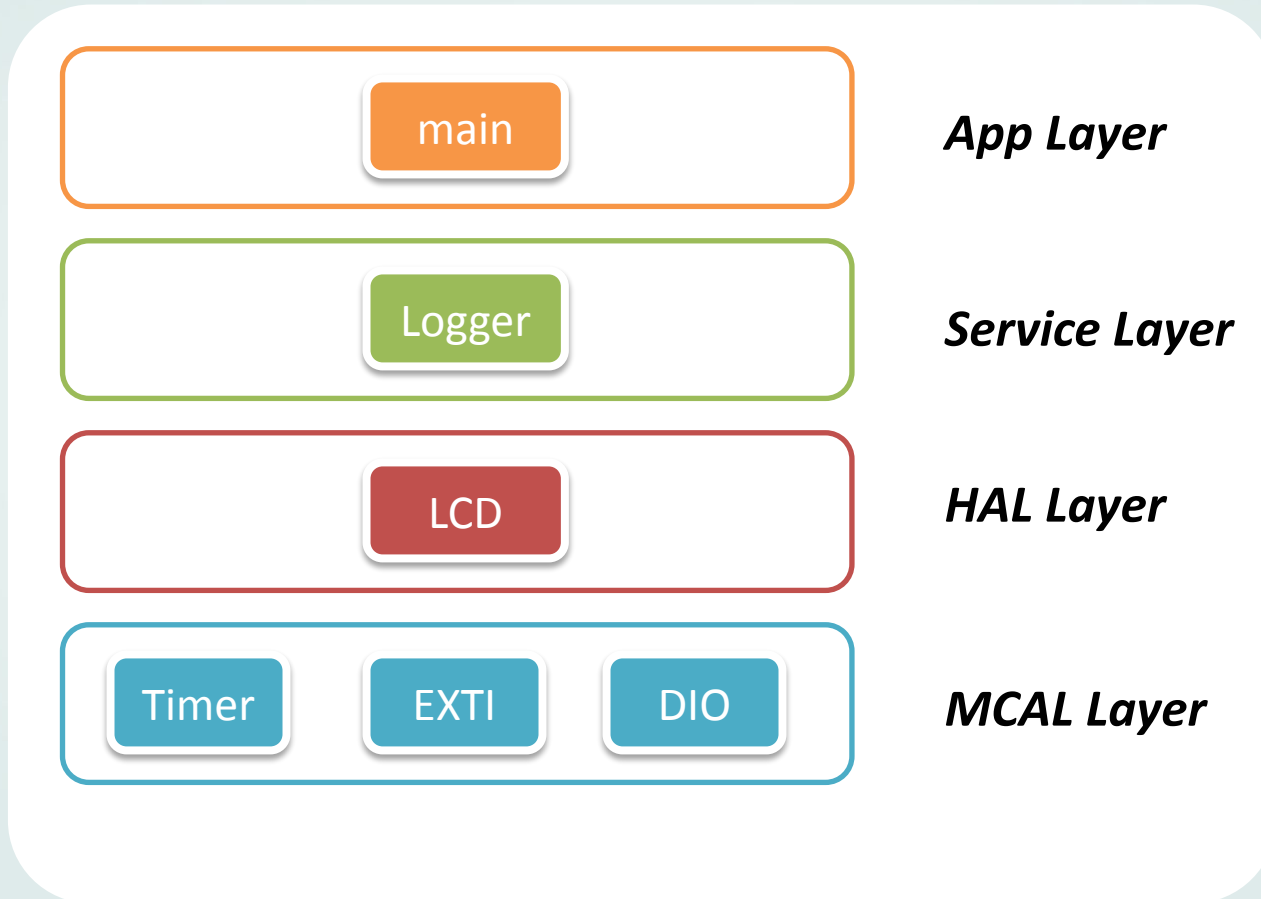 main
App Layer
Logger
Service Layer
LCD
HAL Layer
Timer
EXTI
DIO
MCAL Layer